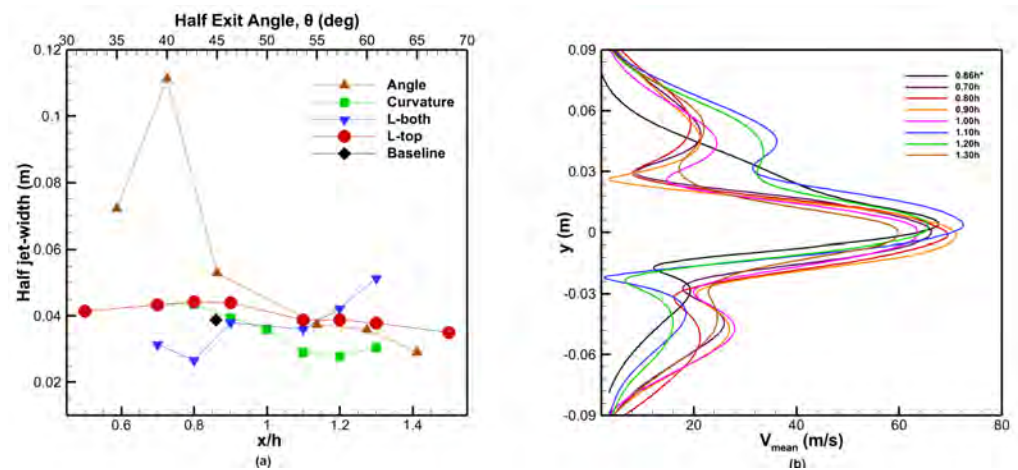 Half Exit Angle, θ (deg)
30 35 40 45 50 55 60 65 70
0.12
0.1
0.08
0.06
0.04
0.02
Half jet-width (m)
Angle
Curvature
L-both
L-top
Baseline
0.6 0.8 1 1.2 1.4
x/h
(a)
0.09
0.06
0.03
0
-0.03
-0.06
-0.09
y (m)
0.86h*
0.70h
0.80h
0.90h
1.00h
1.10h
1.20h
1.30h
20 40 60 80
Vmean (m/s)
(b)